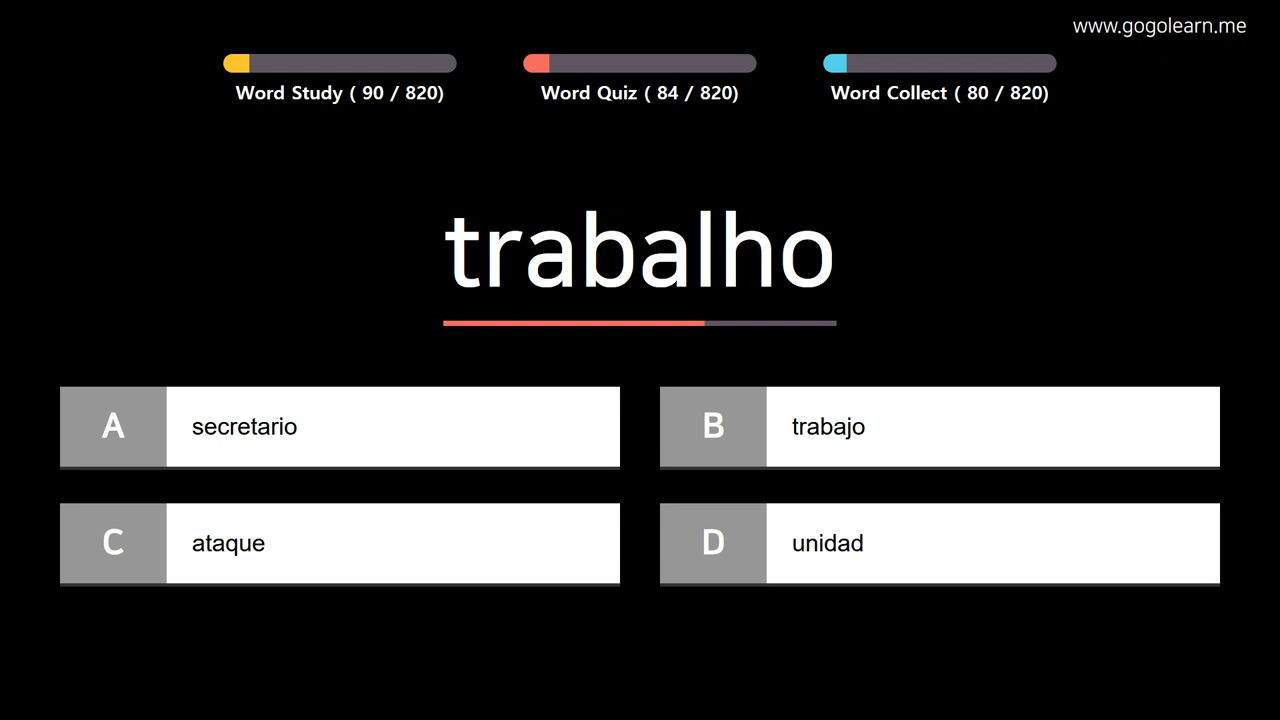 www.gogolearn.me
Word Study ( 90 / 820)
Word Quiz ( 84 / 820)
Word Collect ( 80 / 820)
trabalho
A
secretario
B
trabajo
C
ataque
D
unidad